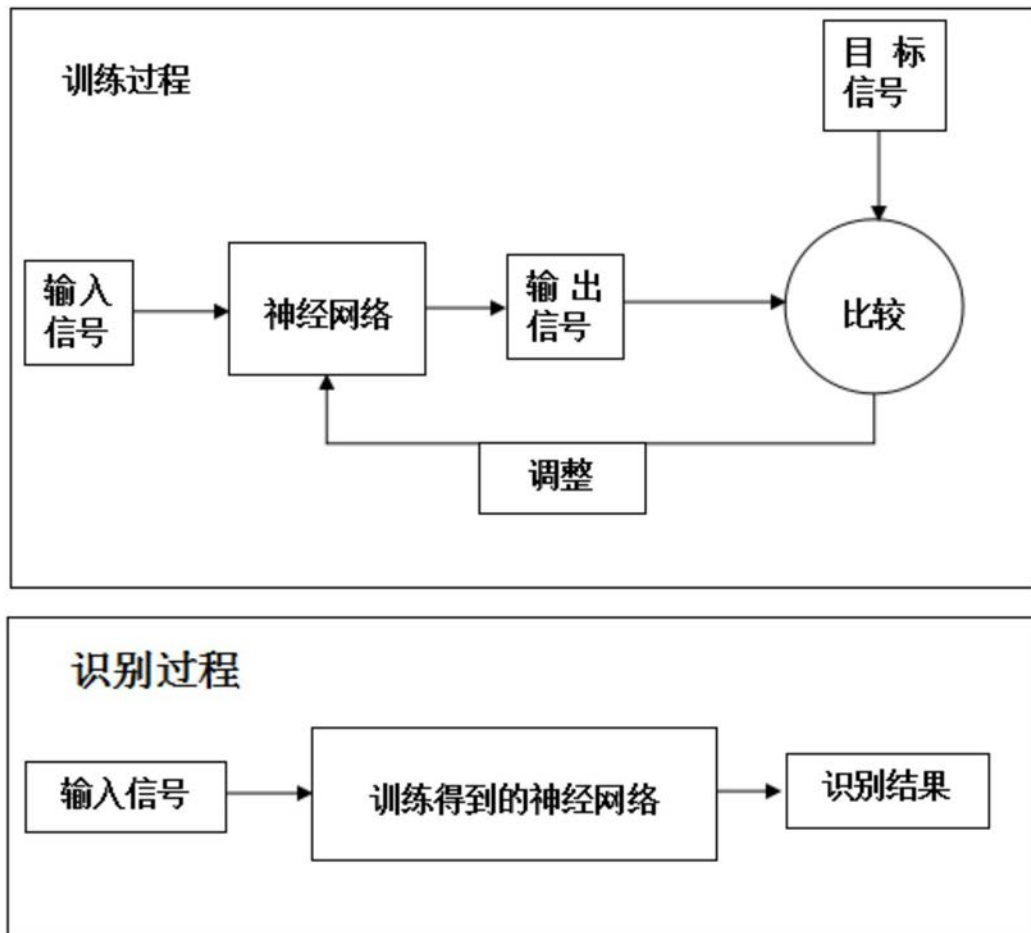 训练过程
目 标
信号
输入
信号
神经网络
输 出
信号
比较
调整
识别过程
输入信号
训练得到的神经网络
识别结果